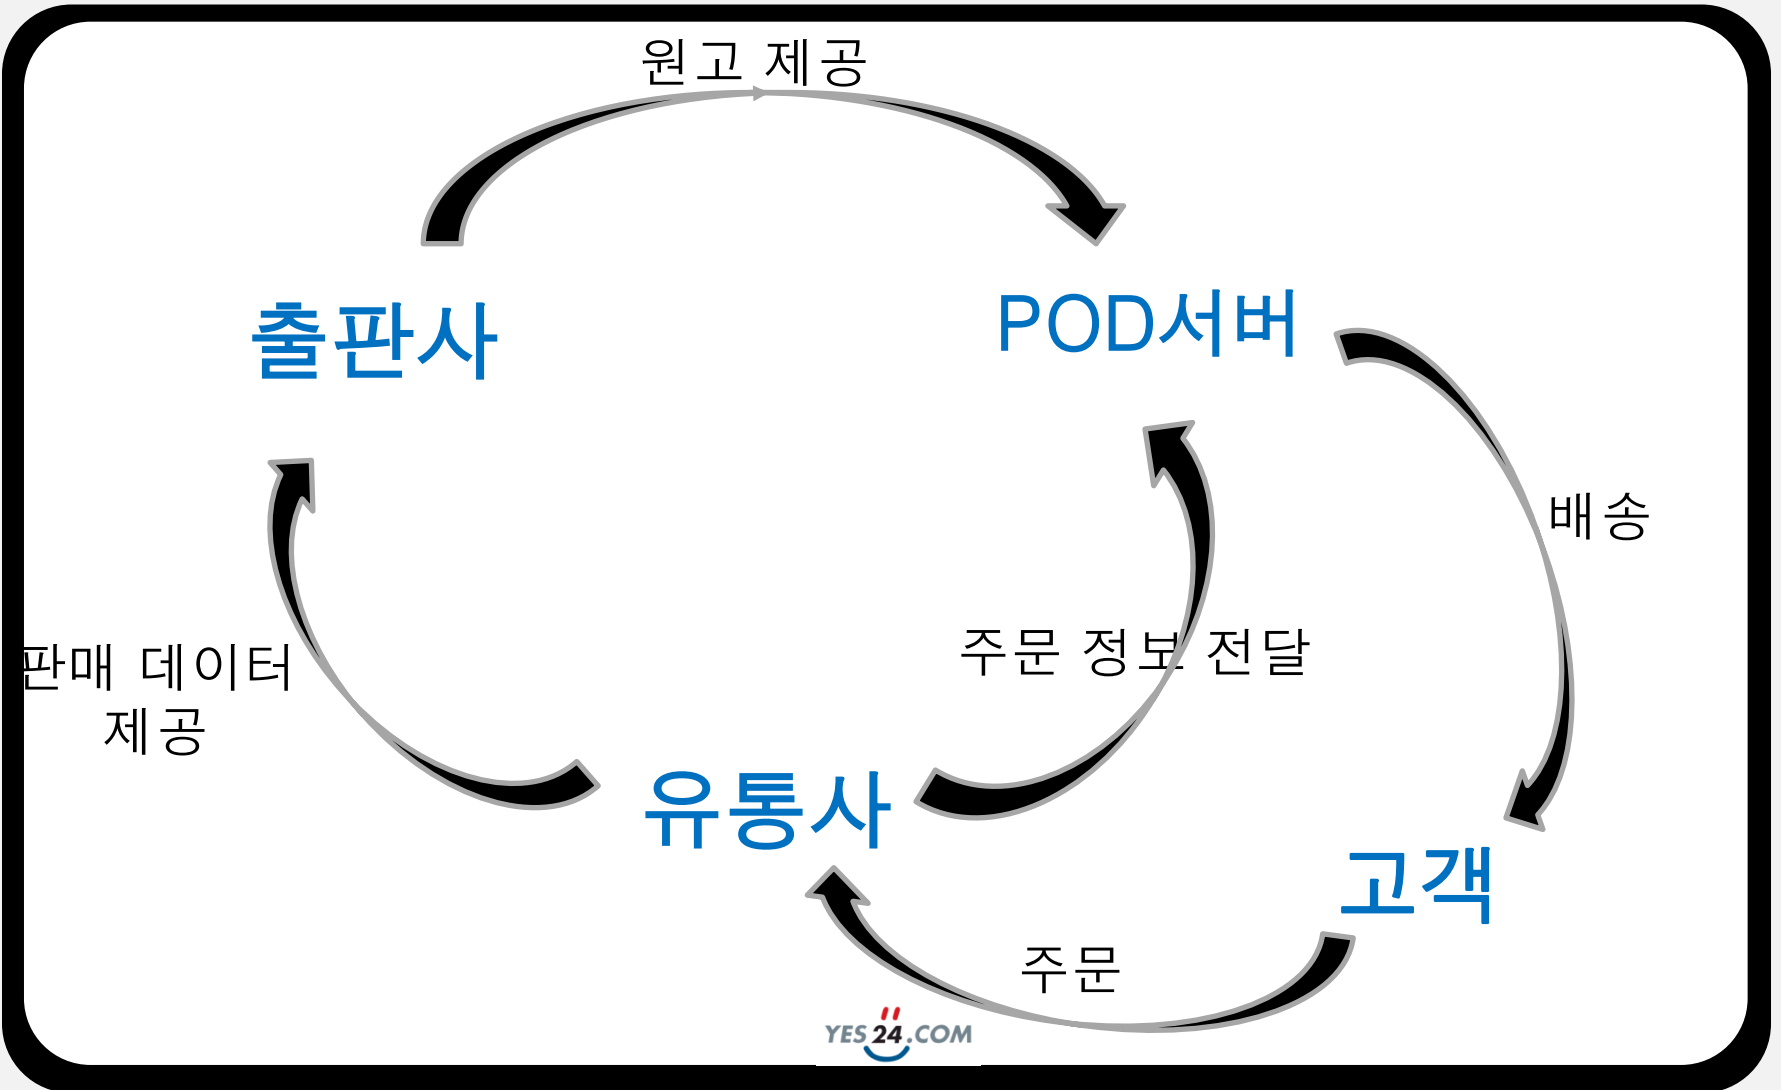 원고 제공
출판사
POD서버
배송
판매 데이터
제공
주문 정보 전달
유통사
고객
주문
YES24.COM